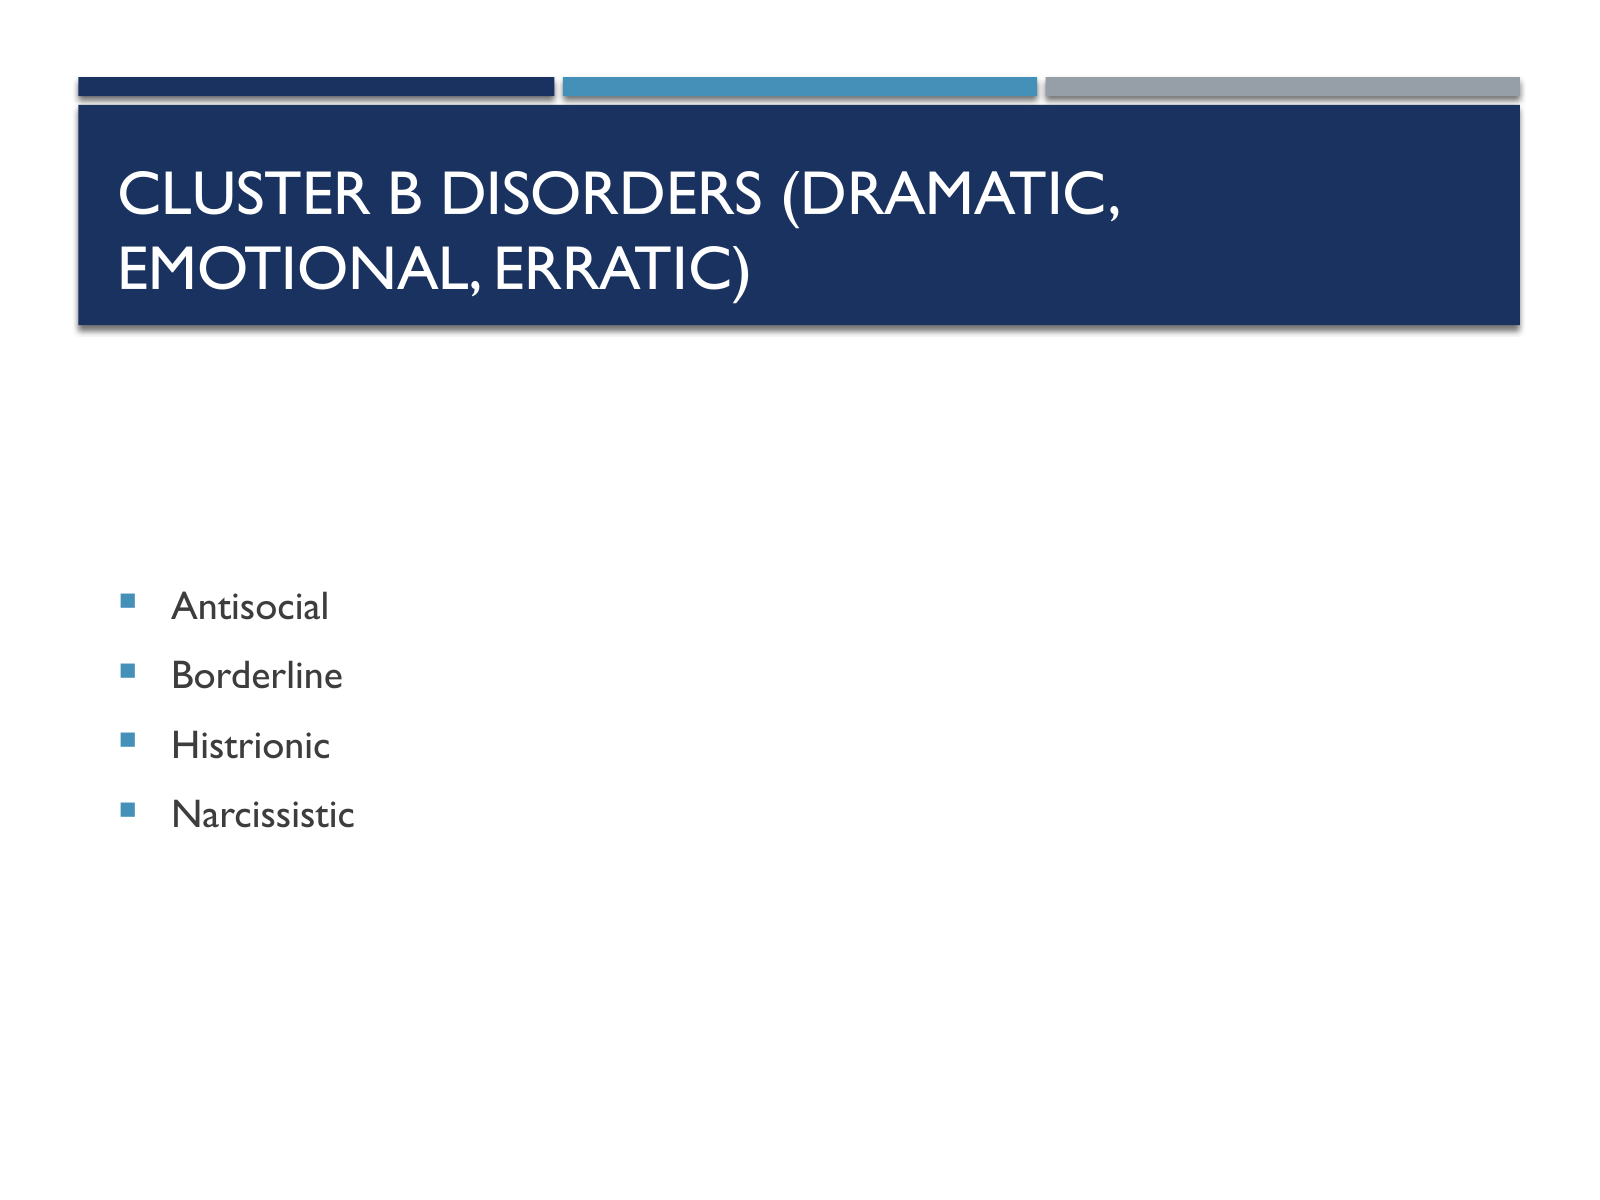 CLUSTER B DISORDERS (DRAMATIC,
EMOTIONAL, ERRATIC)
Antisocial
Borderline
Histrionic
Narcissistic